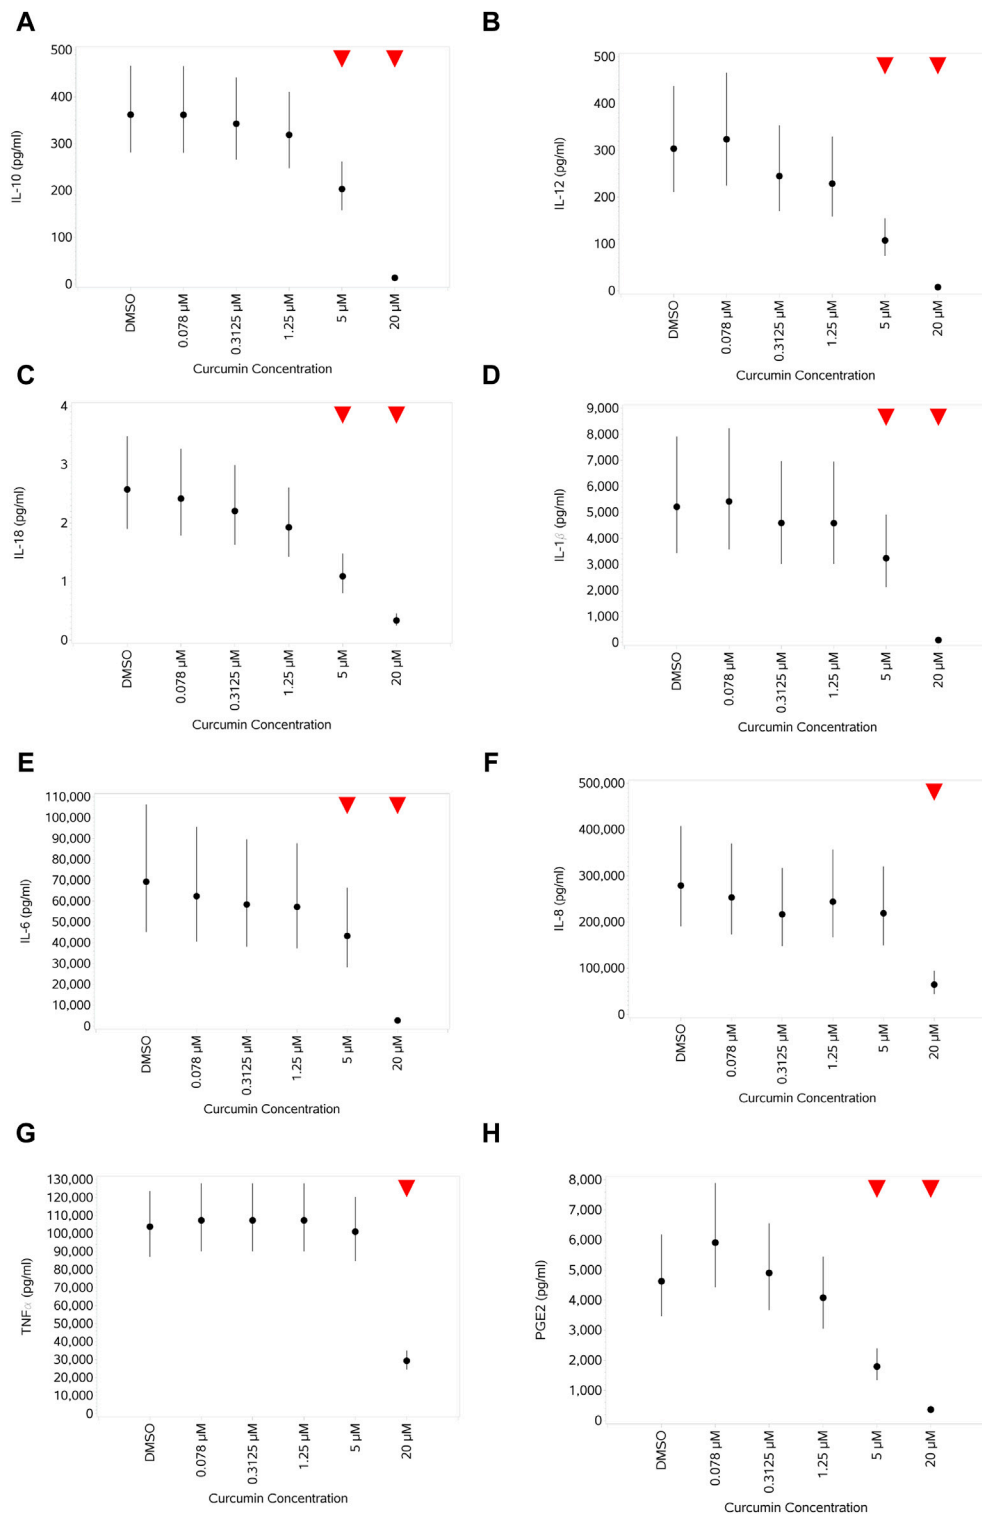 A
500
400
300
200
100
0
IL-10 (pg/ml)
DMSO
0.078 µM
0.3125 µM
1.25 µM
5 µM
20 µM
Curcumin Concentration
B
500
400
300
200
100
0
IL-12 (pg/ml)
DMSO
0.078 µM
0.3125 µM
1.25 µM
5 µM
20 µM
Curcumin Concentration
C
4
3
2
1
0
IL-18 (pg/ml)
DMSO
0.078 µM
0.3125 µM
1.25 µM
5 µM
20 µM
Curcumin Concentration
D
9,000
8,000
7,000
6,000
5,000
4,000
3,000
2,000
1,000
0
IL-1β (pg/ml)
DMSO
0.078 µM
0.3125 µM
1.25 µM
5 µM
20 µM
Curcumin Concentration
E
110,000
100,000
90,000
80,000
70,000
60,000
50,000
40,000
30,000
20,000
10,000
0
IL-6 (pg/ml)
DMSO
0.078 µM
0.3125 µM
1.25 µM
5 µM
20 µM
Curcumin Concentration
F
500,000
400,000
300,000
200,000
100,000
0
IL-8 (pg/ml)
DMSO
0.078 µM
0.3125 µM
1.25 µM
5 µM
20 µM
Curcumin Concentration
G
130,000
120,000
110,000
100,000
90,000
80,000
70,000
60,000
50,000
40,000
30,000
20,000
10,000
0
TNFα (pg/ml)
DMSO
0.078 µM
0.3125 µM
1.25 µM
5 µM
20 µM
Curcumin Concentration
H
8,000
7,000
6,000
5,000
4,000
3,000
2,000
1,000
0
PGE2 (pg/ml)
DMSO
0.078 µM
0.3125 µM
1.25 µM
5 µM
20 µM
Curcumin Concentration